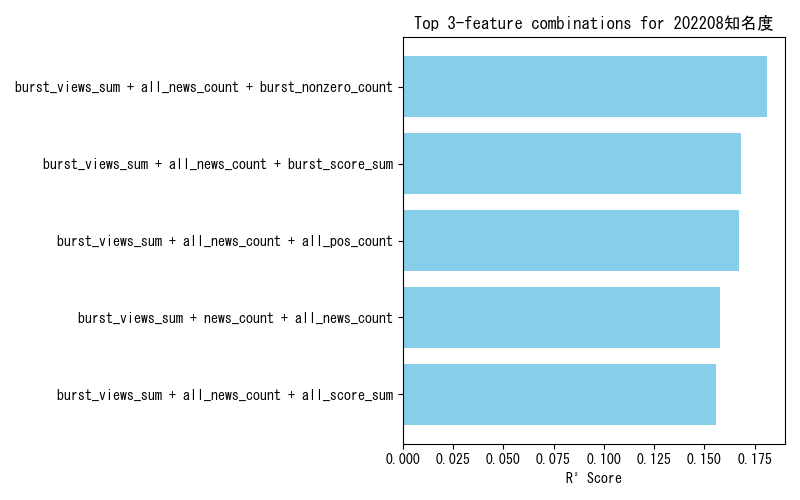 Top 3-feature combinations for 202208知名度
burst_views_sum + all_news_count + burst_nonzero_count
burst_views_sum + all_news_count + burst_score_sum
burst_views_sum + all_news_count + all_pos_count
burst_views_sum + news_count + all_news_count
burst_views_sum + all_news_count + all_score_sum
0.000 0.025 0.050 0.075 0.100 0.125 0.150 0.175
R² Score